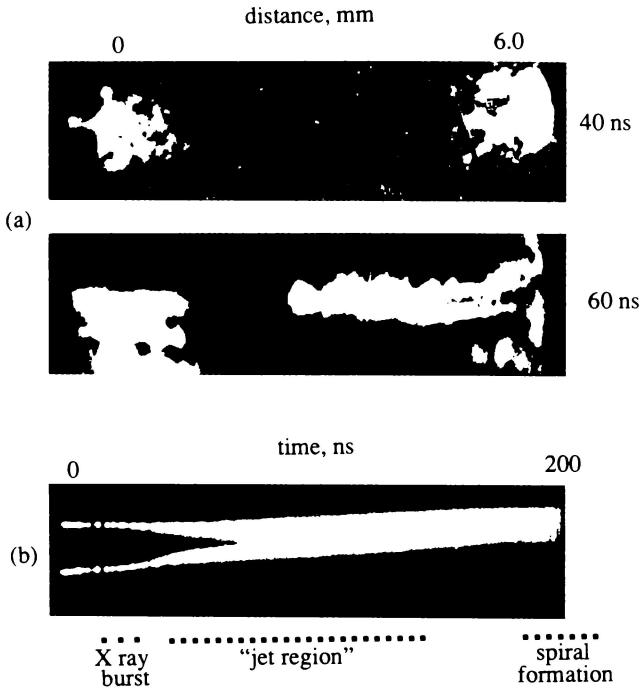 distance, mm
0 6.0
40 ns
(a)
60 ns
time, ns
0 200
(b)
X ray
burst
"jet region"
spiral
formation